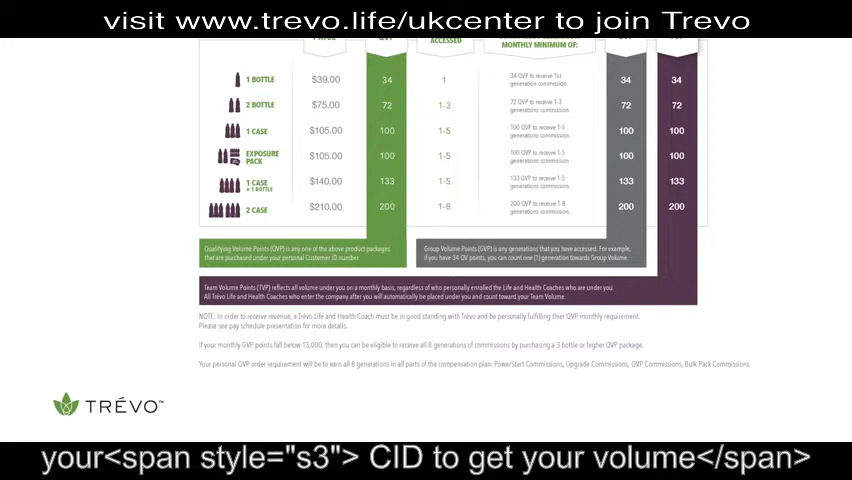 visit www.trevo.life/ukcenter to join Trevo
ACCESSED
MONTHLY MINIMUM OF:
1 BOTTLE $39.00 34 1 34 QVP to receive 1st generation commission. 34 34
2 BOTTLE $75.00 72 1-3 72 QVP to receive 1-3 generations commission. 72 72
1 CASE $105.00 100 1-5 100 QVP to receive 1-5 generations commission. 100 100
EXPOSURE PACK $105.00 100 1-5 100 QVP to receive 1-5 generations commission. 100 100
1 CASE + 1 BOTTLE $140.00 133 1-5 133 QVP to receive 1-5 generations commission. 133 133
2 CASE $210.00 200 1-8 200 QVP to receive 1-8 generations commission. 200 200
Qualifying Volume Points (QVP) is any one of the above product packages
that are purchased under your personal Customer ID number.
Group Volume Points (GVP) is any generations that you have accessed. For example,
if you have 34 QV points, you can count one (1) generation towards Group Volume.
Team Volume Points (TVP) reflects all volume under you on a monthly basis, regardless of who personally enrolled the Life and Health Coaches who are under you.
All Trévo Life and Health Coaches who enter the company after you will automatically be placed under you and count toward your Team Volume.
NOTE: In order to receive revenue, a Trévo Life and Health Coach must be in good standing with Trévo and be personally fulfilling thier QVP monthly requirement.
Please see pay schedule presentation for more details.
If your monthly GVP points fall below 13,000, then you can be eligible to receive all 8 generations of commissions by purchasing a 3 bottle or higher QVP package.
Your personal QVP order requirement will be to earn all 8 generations in all parts of the compensation plan: PowerStart Commissions, Upgrade Commissions, QVP Commissions, Bulk Pack Commissions.
TRÉVO™
your<span style="s3"> CID to get your volume</span>